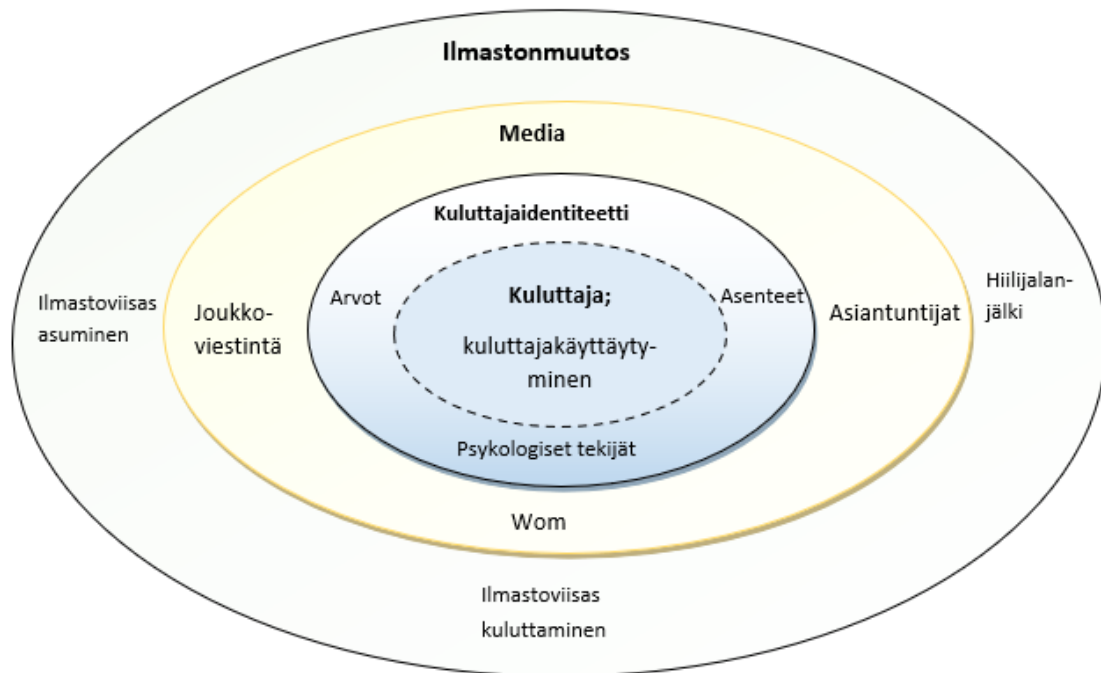 Ilmastonmuutos
Media
Kuluttajaidentiteetti
Ilmastoviisas
asuminen
Joukko-
viestintä
Arvot
Kuluttaja;
kuluttajakäyttäyty-
minen
Asenteet
Asiantuntijat
Hiilijalan-
jälki
Psykologiset tekijät
Wom
Ilmastoviisas
kuluttaminen